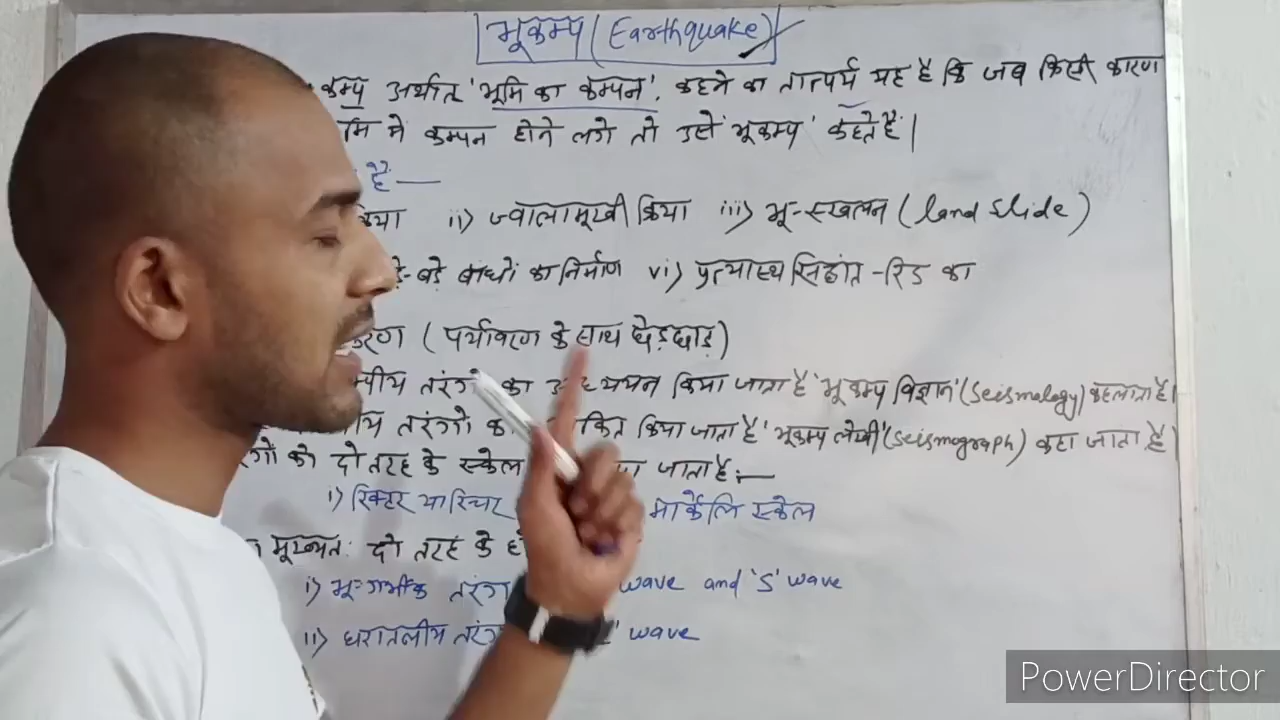 भूकम्प (Earthquake)
कम्प अर्थात् 'भूमि का कम्पन', कहने का तात्पर्य यह है कि जब किसी कारण
मि में कम्पन होने लगे तो उसे 'भूकम्प' कहते हैं।
है:—
क्रिया ii) ज्वालामुखी क्रिया iii) भू-स्खलन (land slide)
बड़े बांधों का निर्माण vi) प्रत्यास्थ सिद्धांत - रिड का
(पर्यावरण के साथ छेड़छाड़)
म्पीय तरंगों का अध्ययन किया जाता है 'भूकम्प विज्ञान' (Seismology) कहलाता है।
तरंगों को किया जाता है 'भूकम्प लेखी' (Seismograph) कहा जाता है।
को दो तरह के स्केल जाता है:—
i) रिक्टर या रिचर मार्केलि स्केल
मुख्यतः दो तरह के
i) भू-गर्भीक तरंग wave and 'S' wave
ii) धरातलीय तरंग wave
PowerDirector